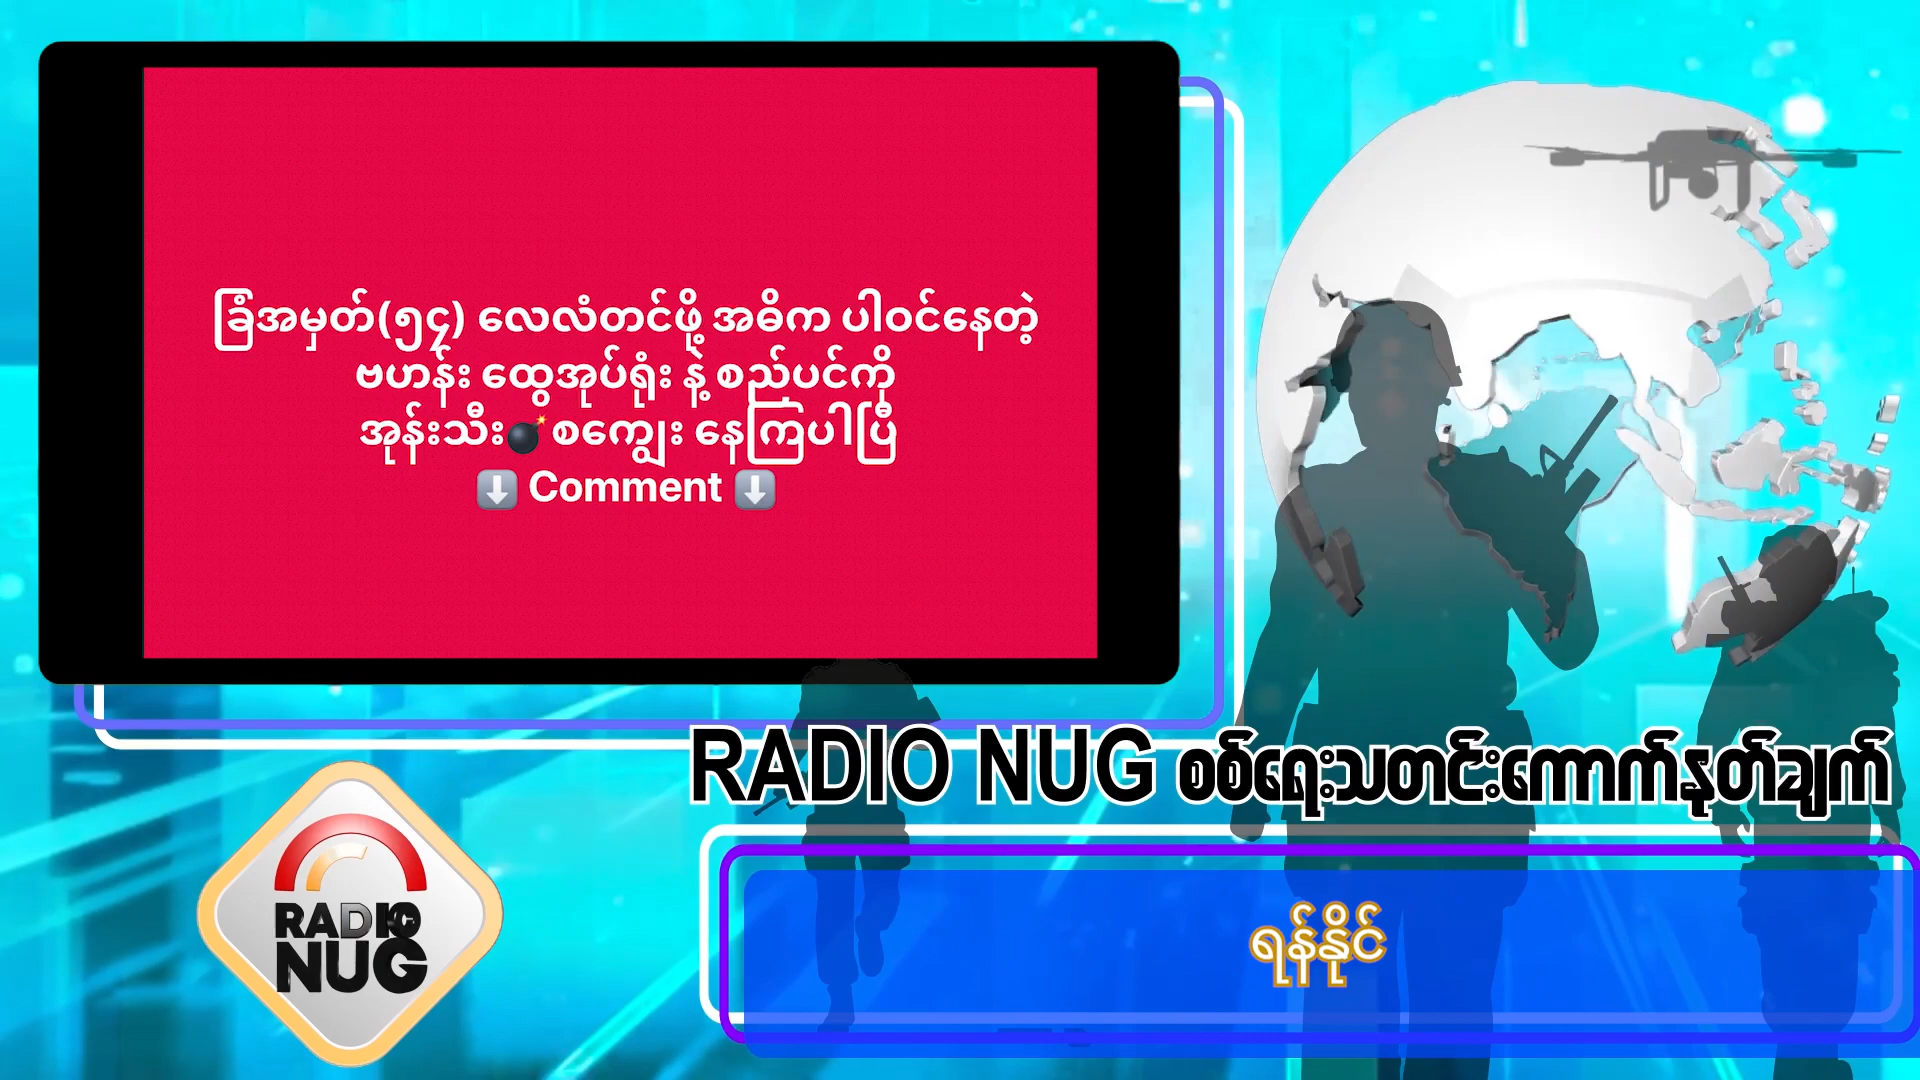 ခြံအမှတ်(၅၄) လေလံတင်ဖို့ အဓိက ပါဝင်နေတဲ့
ဗဟန်း ထွေအုပ်ရုံး နဲ့ စည်ပင်ကို
အုန်းသီး💣စကျွေး နေကြပါပြီ
⬇️ Comment ⬇️
RADIO NUG စစ်ရေးသတင်းကောက်နုတ်ချက်
RADIO
NUG
ရန်နိုင်